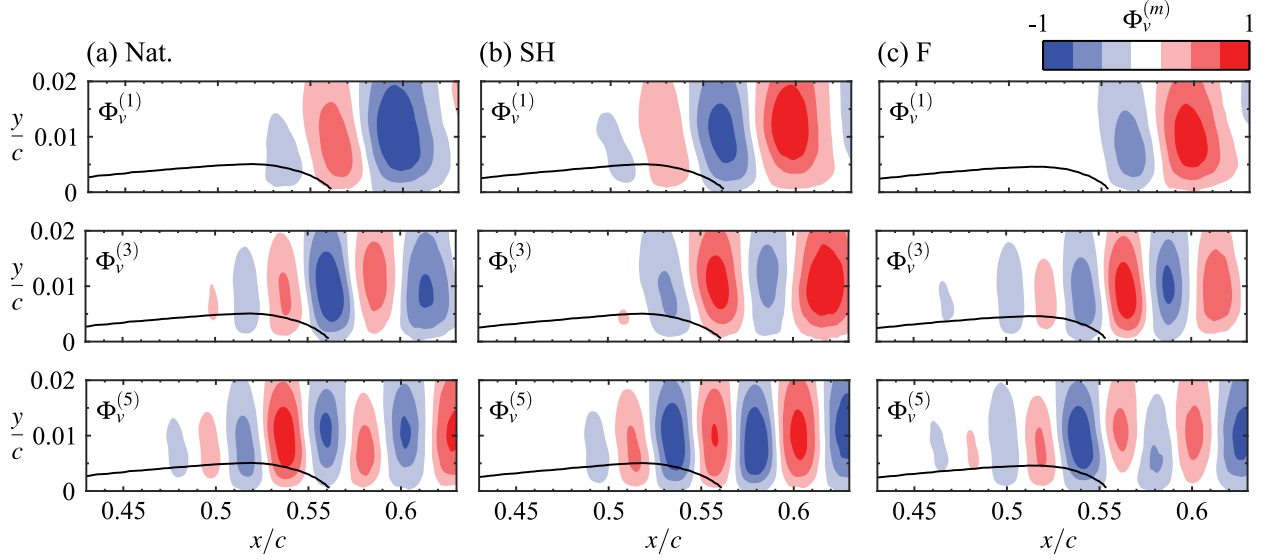 (a) Nat. (b) SH (c) F -1 Φᵥ⁽ᵐ⁾ 1
y/c 0.02 0.01 0 Φᵥ⁽¹⁾ Φᵥ⁽¹⁾ Φᵥ⁽¹⁾
y/c 0.02 0.01 0 Φᵥ⁽³⁾ Φᵥ⁽³⁾ Φᵥ⁽³⁾
y/c 0.02 0.01 0 Φᵥ⁽⁵⁾ Φᵥ⁽⁵⁾ Φᵥ⁽⁵⁾
0.45 0.5 0.55 0.6 0.45 0.5 0.55 0.6 0.45 0.5 0.55 0.6
x/c x/c x/c